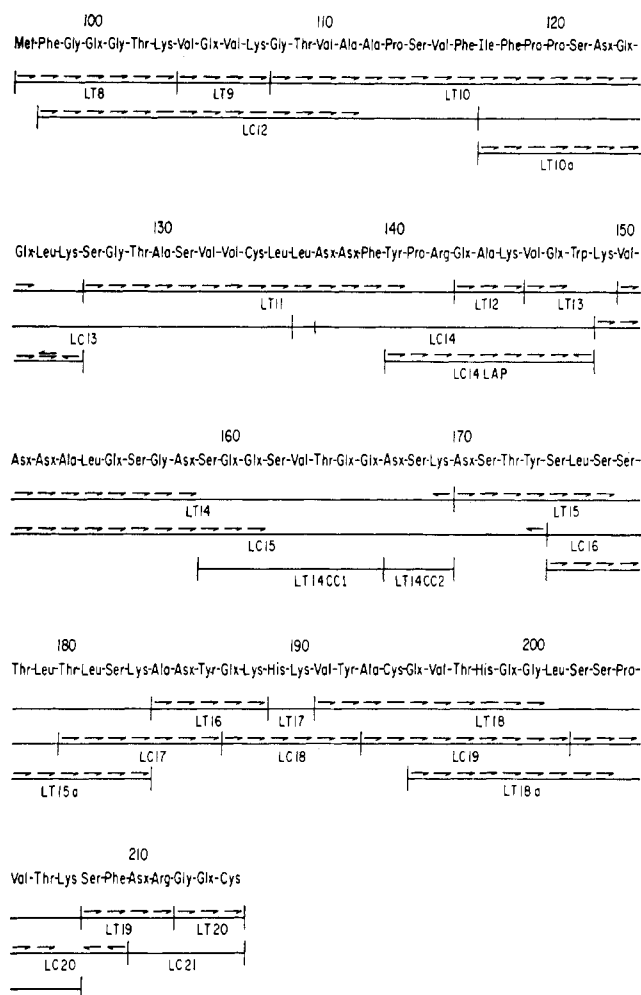 100 110 120
Met-Phe-Gly-Glx-Gly-Thr-Lys-Val-Glx-Val-Lys-Gly-Thr-Val-Ala-Ala-Pro-Ser-Val-Phe-Ile-Phe-Pro-Pro-Ser-Asx-Glx-
LT8 LT9 LT10
LC12
LT10a
130 140 150
Glx-Leu-Lys-Ser-Gly-Thr-Ala-Ser-Val-Val-Cys-Leu-Leu-Asx-Asx-Phe-Tyr-Pro-Arg-Glx-Ala-Lys-Val-Glx-Trp-Lys-Val-
LT11 LT12 LT13
LC13 LC14
LC14 LAP
160 170
Asx-Asx-Ala-Leu-Glx-Ser-Gly-Asx-Ser-Glx-Glx-Ser-Val-Thr-Glx-Glx-Asx-Ser-Lys-Asx-Ser-Thr-Tyr-Ser-Leu-Ser-Ser-
LT14 LT15
LC15 LC16
LT14CC1 LT14CC2
180 190 200
Thr-Leu-Thr-Leu-Ser-Lys-Ala-Asx-Tyr-Glx-Lys-His-Lys-Val-Tyr-Ala-Cys-Glx-Val-Thr-His-Glx-Gly-Leu-Ser-Ser-Pro-
LT16 LT17 LT18
LC17 LC18 LC19
LT15a LT18a
210
Val-Thr-Lys Ser-Phe-Asx-Arg-Gly-Glx-Cys
LT19 LT20
LC20 LC21